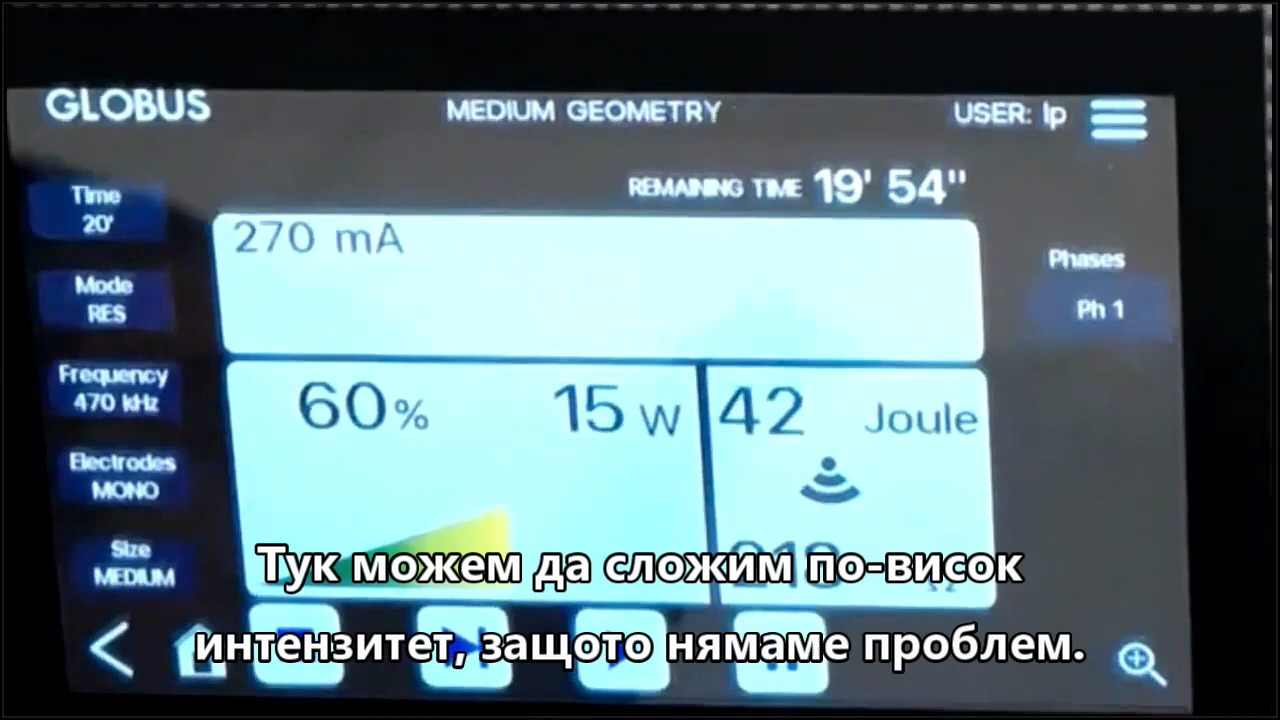 GLOBUS
MEDIUM GEOMETRY
USER: Ip
REMAINING TIME 19' 54"
Time
20'
270 mA
Phases
Ph 1
Mode
RES
Frequency
470 kHz
60% 15 W
42 Joule
Electrodes
MONO
Size
MEDIUM
Тук можем да сложим по-висок
интензитет, защото нямаме проблем.